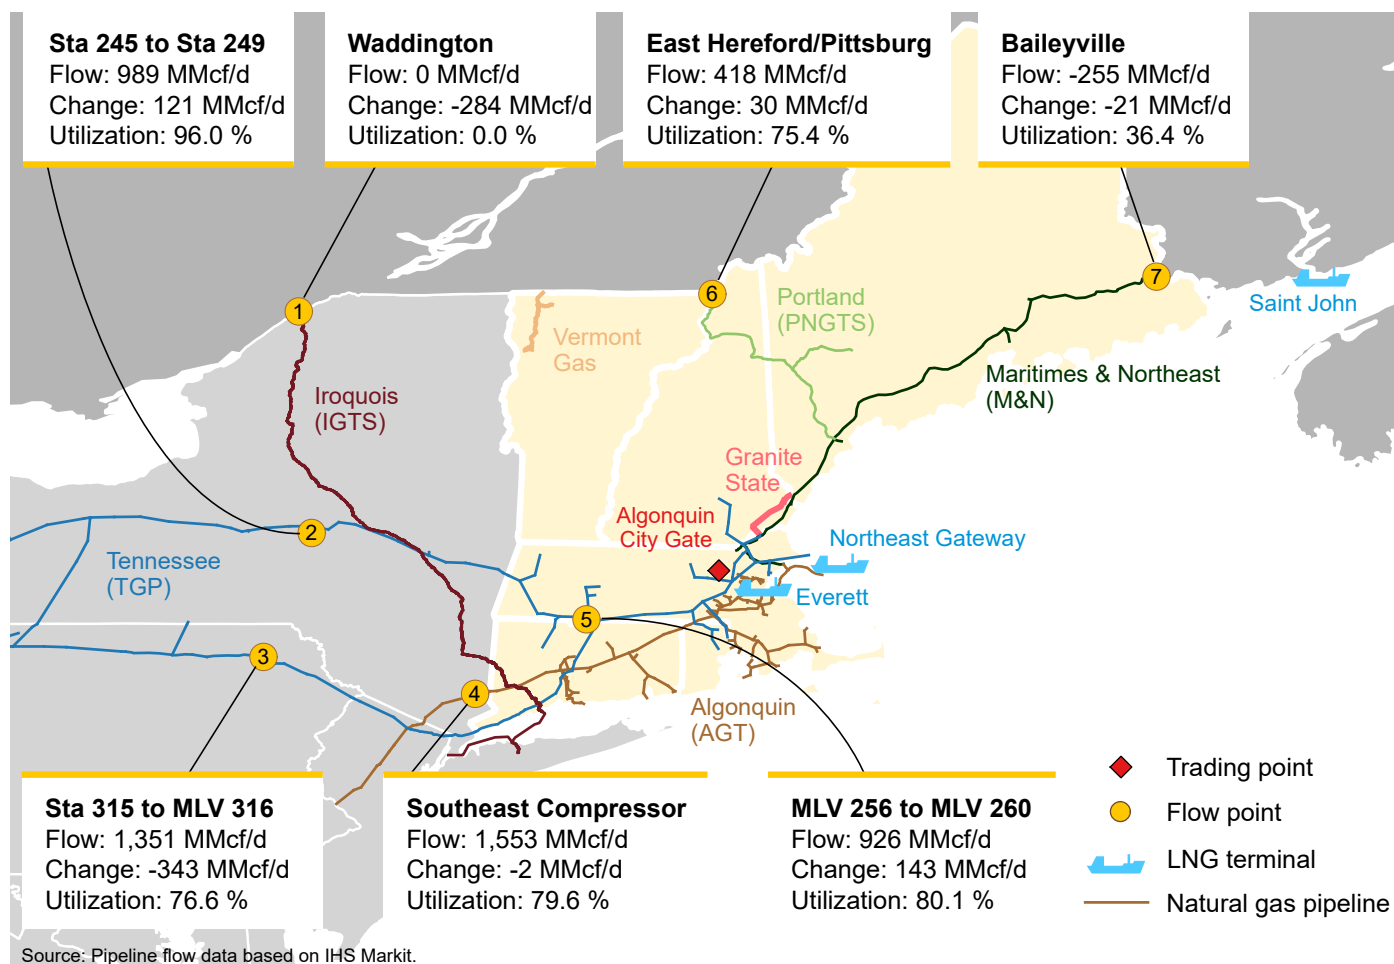 Sta 245 to Sta 249
Flow: 989 MMcf/d
Change: 121 MMcf/d
Utilization: 96.0 %
Waddington
Flow: 0 MMcf/d
Change: -284 MMcf/d
Utilization: 0.0 %
East Hereford/Pittsburg
Flow: 418 MMcf/d
Change: 30 MMcf/d
Utilization: 75.4 %
Baileyville
Flow: -255 MMcf/d
Change: -21 MMcf/d
Utilization: 36.4 %
7
6
1
Saint John
Portland
(PNGTS)
Vermont
Gas
Maritimes & Northeast
(M&N)
Iroquois
(IGTS)
Granite
State
Algonquin
City Gate
2
Northeast Gateway
Tennessee
(TGP)
Everett
5
3
4
Algonquin
(AGT)
Sta 315 to MLV 316
Flow: 1,351 MMcf/d
Change: -343 MMcf/d
Utilization: 76.6 %
Southeast Compressor
Flow: 1,553 MMcf/d
Change: -2 MMcf/d
Utilization: 79.6 %
MLV 256 to MLV 260
Flow: 926 MMcf/d
Change: 143 MMcf/d
Utilization: 80.1 %
Trading point
Flow point
LNG terminal
Natural gas pipeline
Source: Pipeline flow data based on IHS Markit.